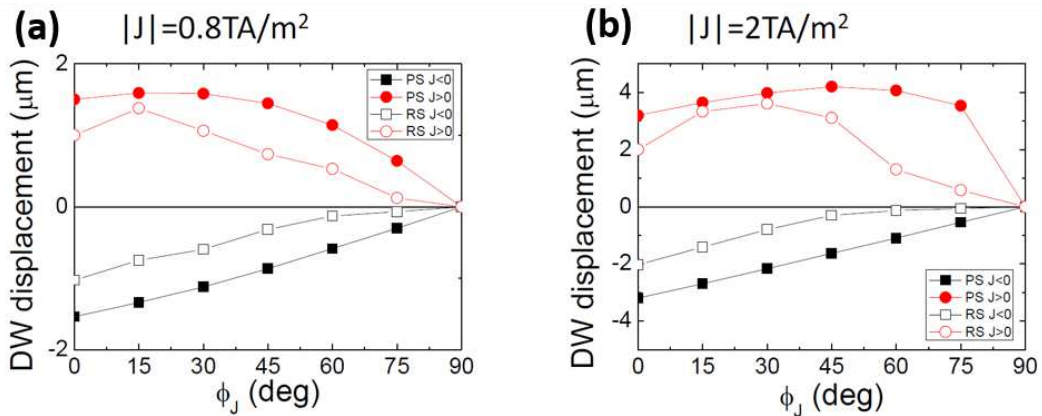 (a) |J|=0.8TA/m²
2
1
0
-1
-2
DW displacement (μm)
PS J<0
PS J>0
RS J<0
RS J>0
0 15 30 45 60 75 90
ϕJ (deg)
(b) |J|=2TA/m²
4
2
0
-2
-4
DW displacement (μm)
PS J<0
PS J>0
RS J<0
RS J>0
0 15 30 45 60 75 90
ϕJ (deg)